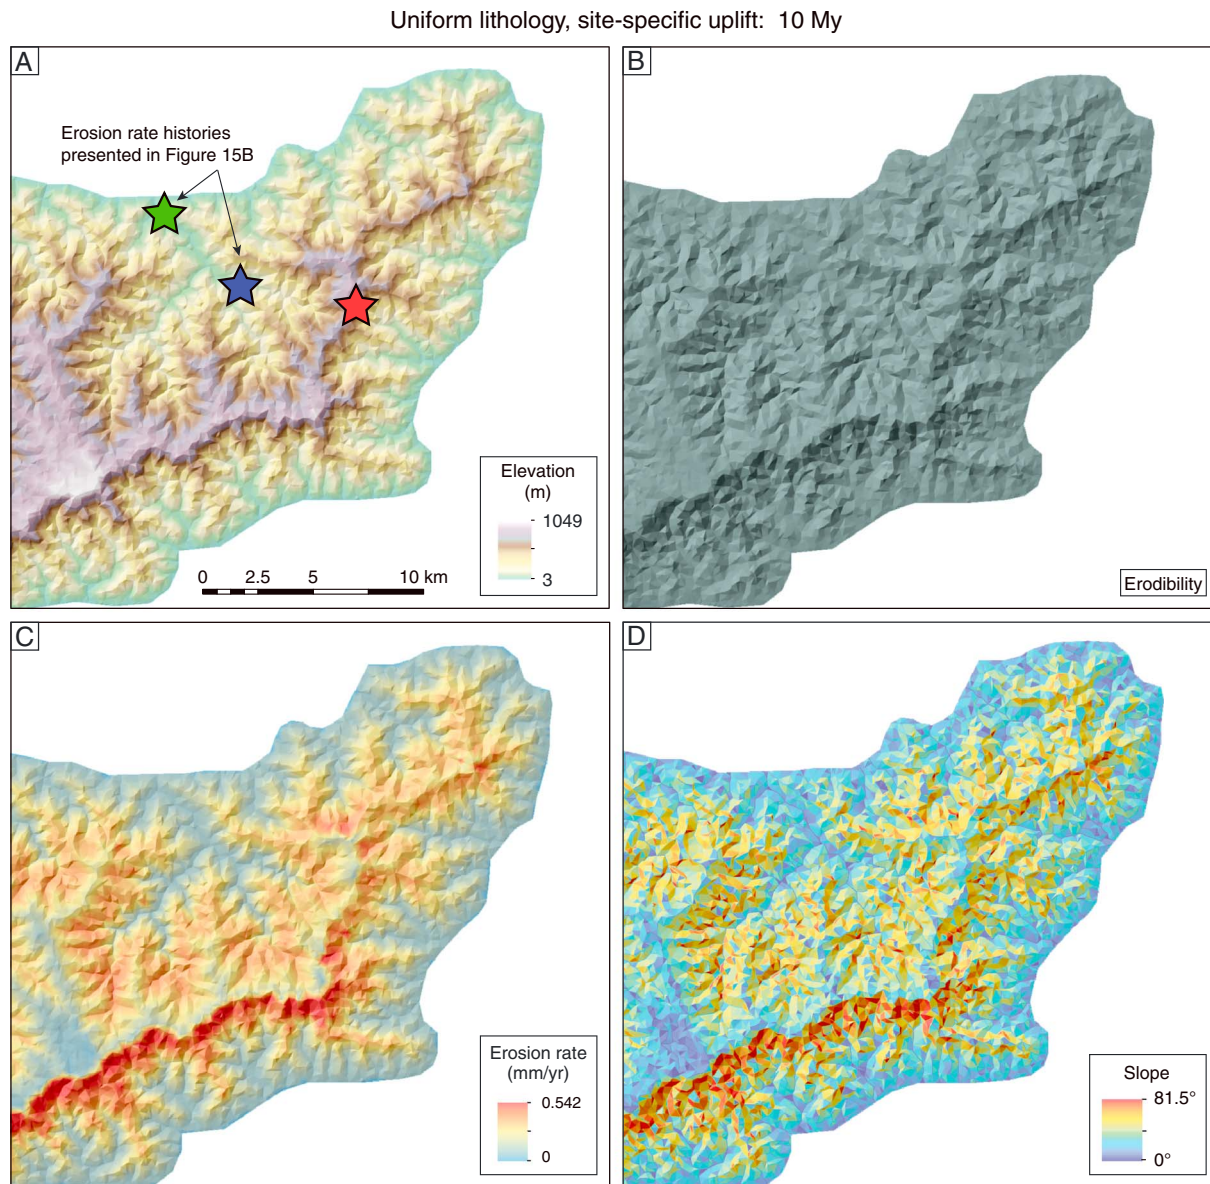 Uniform lithology, site-specific uplift: 10 My
A
Erosion rate histories
presented in Figure 15B
Elevation
(m)
1049
3
0 2.5 5 10 km
B
Erodibility
C
Erosion rate
(mm/yr)
0.542
0
D
Slope
81.5°
0°